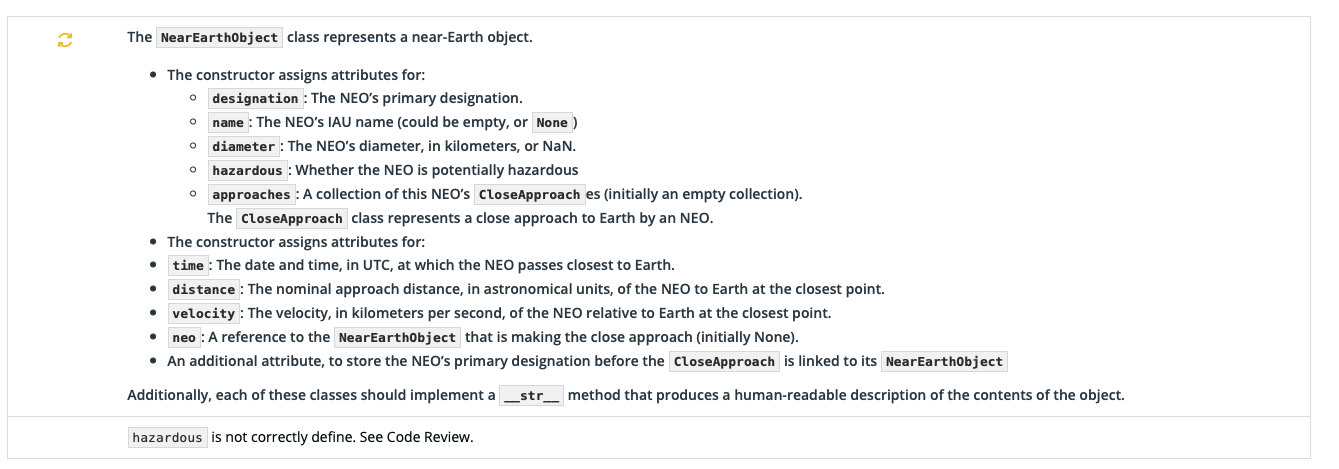 The NearEarthObject class represents a near-Earth object.
The constructor assigns attributes for:
designation: The NEO’s primary designation.
name: The NEO’s IAU name (could be empty, or None)
diameter: The NEO’s diameter, in kilometers, or NaN.
hazardous: Whether the NEO is potentially hazardous
approaches: A collection of this NEO’s CloseApproach es (initially an empty collection).
The CloseApproach class represents a close approach to Earth by an NEO.
The constructor assigns attributes for:
time: The date and time, in UTC, at which the NEO passes closest to Earth.
distance: The nominal approach distance, in astronomical units, of the NEO to Earth at the closest point.
velocity: The velocity, in kilometers per second, of the NEO relative to Earth at the closest point.
neo: A reference to the NearEarthObject that is making the close approach (initially None).
An additional attribute, to store the NEO’s primary designation before the CloseApproach is linked to its NearEarthObject
Additionally, each of these classes should implement a __str__ method that produces a human-readable description of the contents of the object.
hazardous is not correctly define. See Code Review.